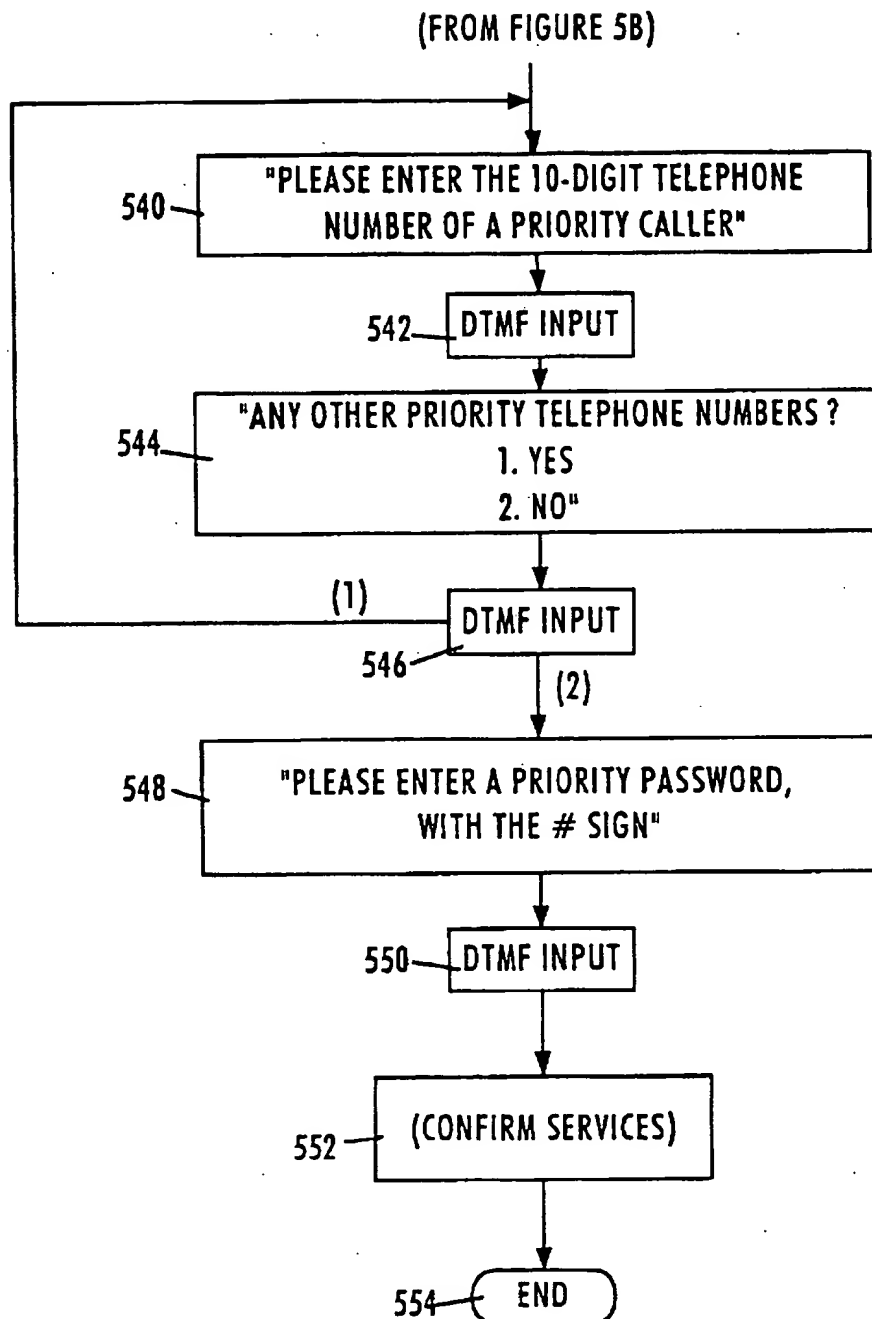 (FROM FIGURE 5B)
540
"PLEASE ENTER THE 10-DIGIT TELEPHONE
NUMBER OF A PRIORITY CALLER"
542
DTMF INPUT
"ANY OTHER PRIORITY TELEPHONE NUMBERS ?
544
1. YES
2. NO"
(1)
DTMF INPUT
546
(2)
548
"PLEASE ENTER A PRIORITY PASSWORD,
WITH THE # SIGN"
550
DTMF INPUT
552
(CONFIRM SERVICES)
554
END